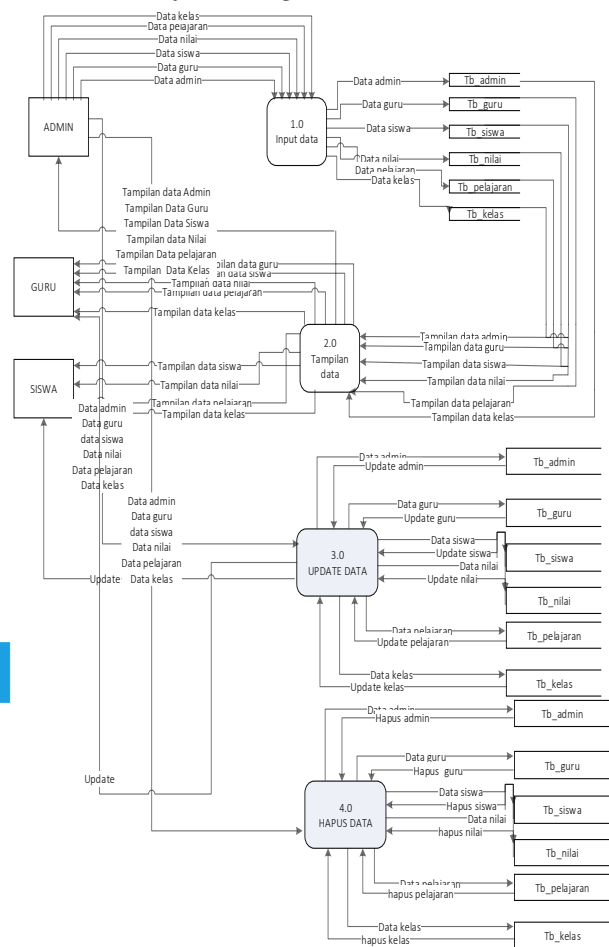 Data kelas
Data pelajaran
Data nilai
Data siswa
Data guru
Data admin
ADMIN
1.0
Input data
Data admin
Tb_admin
Data guru
Tb_guru
Data siswa
Tb_siswa
Data nilai
Tb_nilai
Data pelajaran
Tb_pelajaran
Data kelas
Tb_kelas
Tampilan data Admin
Tampilan Data Guru
Tampilan Data Siswa
Tampilan data Nilai
Tampilan Data pelajaran
Tampilan Data Kelas
data guru
data siswa
Tampilan data nilai
Tampilan data pelajaran
Tampilan data kelas
GURU
2.0
Tampilan
data
Tampilan data admin
Tampilan data guru
Tampilan data siswa
Tampilan data nilai
Tampilan data pelajaran
Tampilan data kelas
SISWA
Tampilan data siswa
Tampilan data nilai
Tampilan data pelajaran
Tampilan data kelas
Data admin
Data guru
data siswa
Data nilai
Data pelajaran
Data kelas
Data admin
Data guru
data siswa
Data nilai
Data pelajaran
Data kelas
Update
Update
3.0
UPDATE DATA
Data admin
Update admin
Tb_admin
Data guru
Update guru
Tb_guru
Data siswa
Update siswa
Tb_siswa
Data nilai
Update nilai
Tb_nilai
Data pelajaran
Update pelajaran
Tb_pelajaran
Data kelas
Update kelas
Tb_kelas
4.0
HAPUS DATA
Data admin
Hapus admin
Tb_admin
Data guru
Hapus guru
Tb_guru
Data siswa
Hapus siswa
Tb_siswa
Data nilai
hapus nilai
Tb_nilai
Data pelajaran
hapus pelajaran
Tb_pelajaran
Data kelas
hapus kelas
Tb_kelas